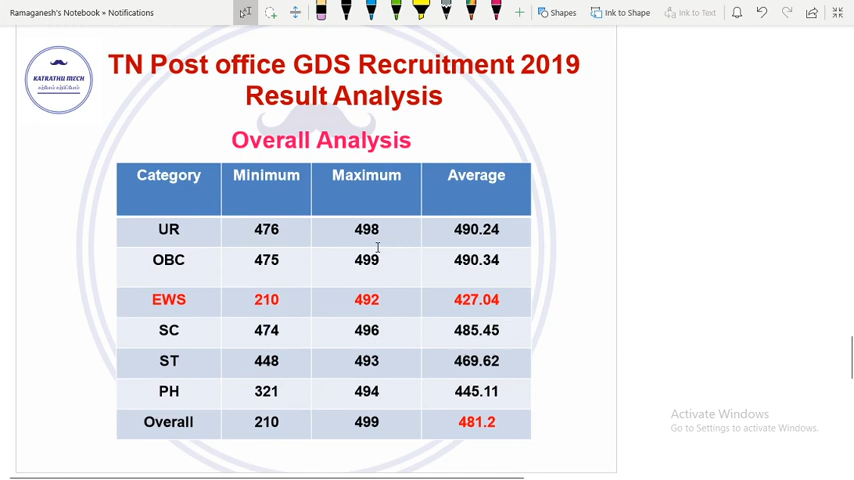 Ramaganesh's Notebook » Notifications
Shapes
Ink to Shape
Ink to Text
KATRATHU MECH
TN Post office GDS Recruitment 2019
Result Analysis
Overall Analysis
Category Minimum Maximum Average
UR 476 498 490.24
OBC 475 499 490.34
EWS 210 492 427.04
SC 474 496 485.45
ST 448 493 469.62
PH 321 494 445.11
Overall 210 499 481.2
Activate Windows
Go to Settings to activate Windows.